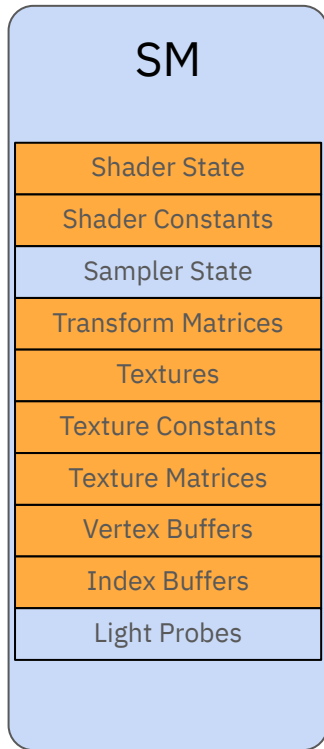 SM
Shader State
Shader Constants
Sampler State
Transform Matrices
Textures
Texture Constants
Texture Matrices
Vertex Buffers
Index Buffers
Light Probes